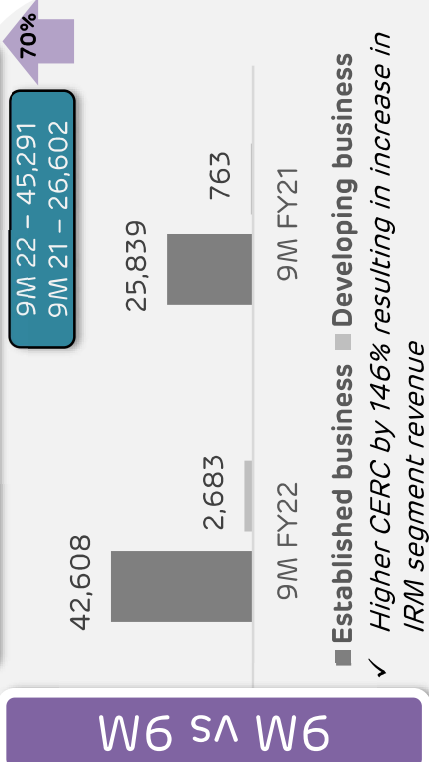 9M vs 9M
9M 22 – 45,291
9M 21 – 26,602
70%
42,608
2,683
25,839
763
9M FY22
9M FY21
Established business
Developing business
✓ Higher CERC by 146% resulting in increase in
IRM segment revenue